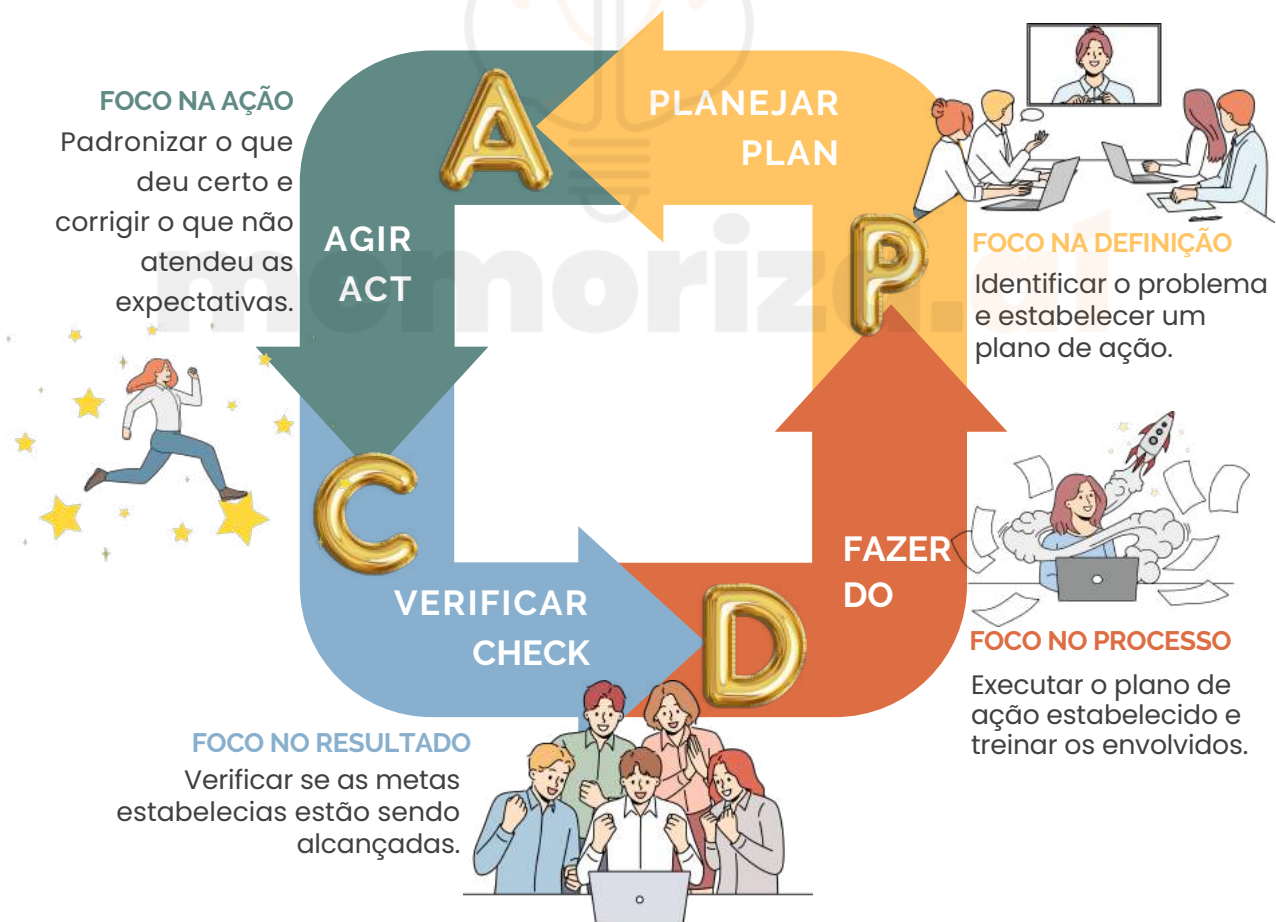 FOCO NA AÇÃO
Padronizar o que
deu certo e
corrigir o que não
atendeu as
expectativas.
A
PLANEJAR
PLAN
AGIR
ACT
P
FOCO NA DEFINIÇÃO
Identificar o problema
e estabelecer um
plano de ação.
memoriza.ai
C
VERIFICAR
CHECK
D
FAZER
DO
FOCO NO PROCESSO
Executar o plano de
ação estabelecido e
treinar os envolvidos.
FOCO NO RESULTADO
Verificar se as metas
estabelecias estão sendo
alcançadas.